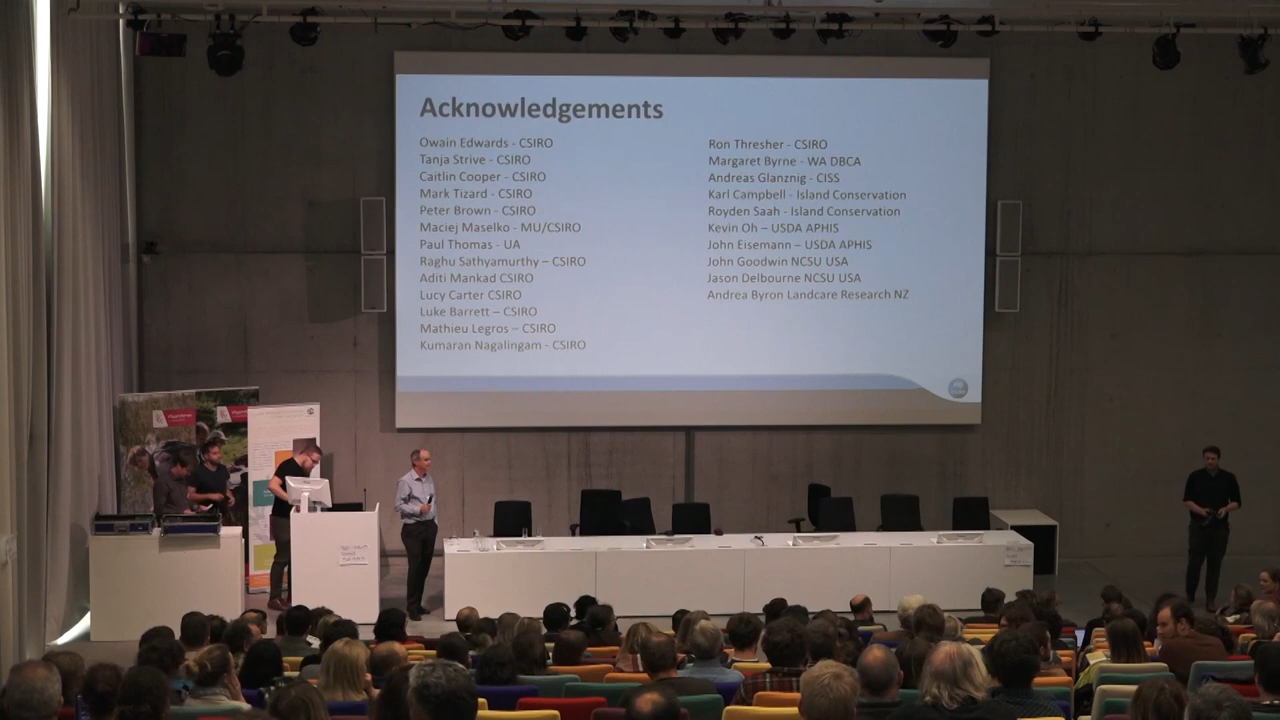 Acknowledgements
Owain Edwards - CSIRO
Tanja Strive - CSIRO
Caitlin Cooper - CSIRO
Mark Tizard - CSIRO
Peter Brown - CSIRO
Maciej Maselko - MU/CSIRO
Paul Thomas - UA
Raghu Sathyamurthy – CSIRO
Aditi Mankad CSIRO
Lucy Carter CSIRO
Luke Barrett – CSIRO
Mathieu Legros – CSIRO
Kumaran Nagalingam - CSIRO
Ron Thresher - CSIRO
Margaret Byrne - WA DBCA
Andreas Glanznig - CISS
Karl Campbell - Island Conservation
Royden Saah - Island Conservation
Kevin Oh – USDA APHIS
John Eisemann – USDA APHIS
John Goodwin NCSU USA
Jason Delbourne NCSU USA
Andrea Byron Landcare Research NZ